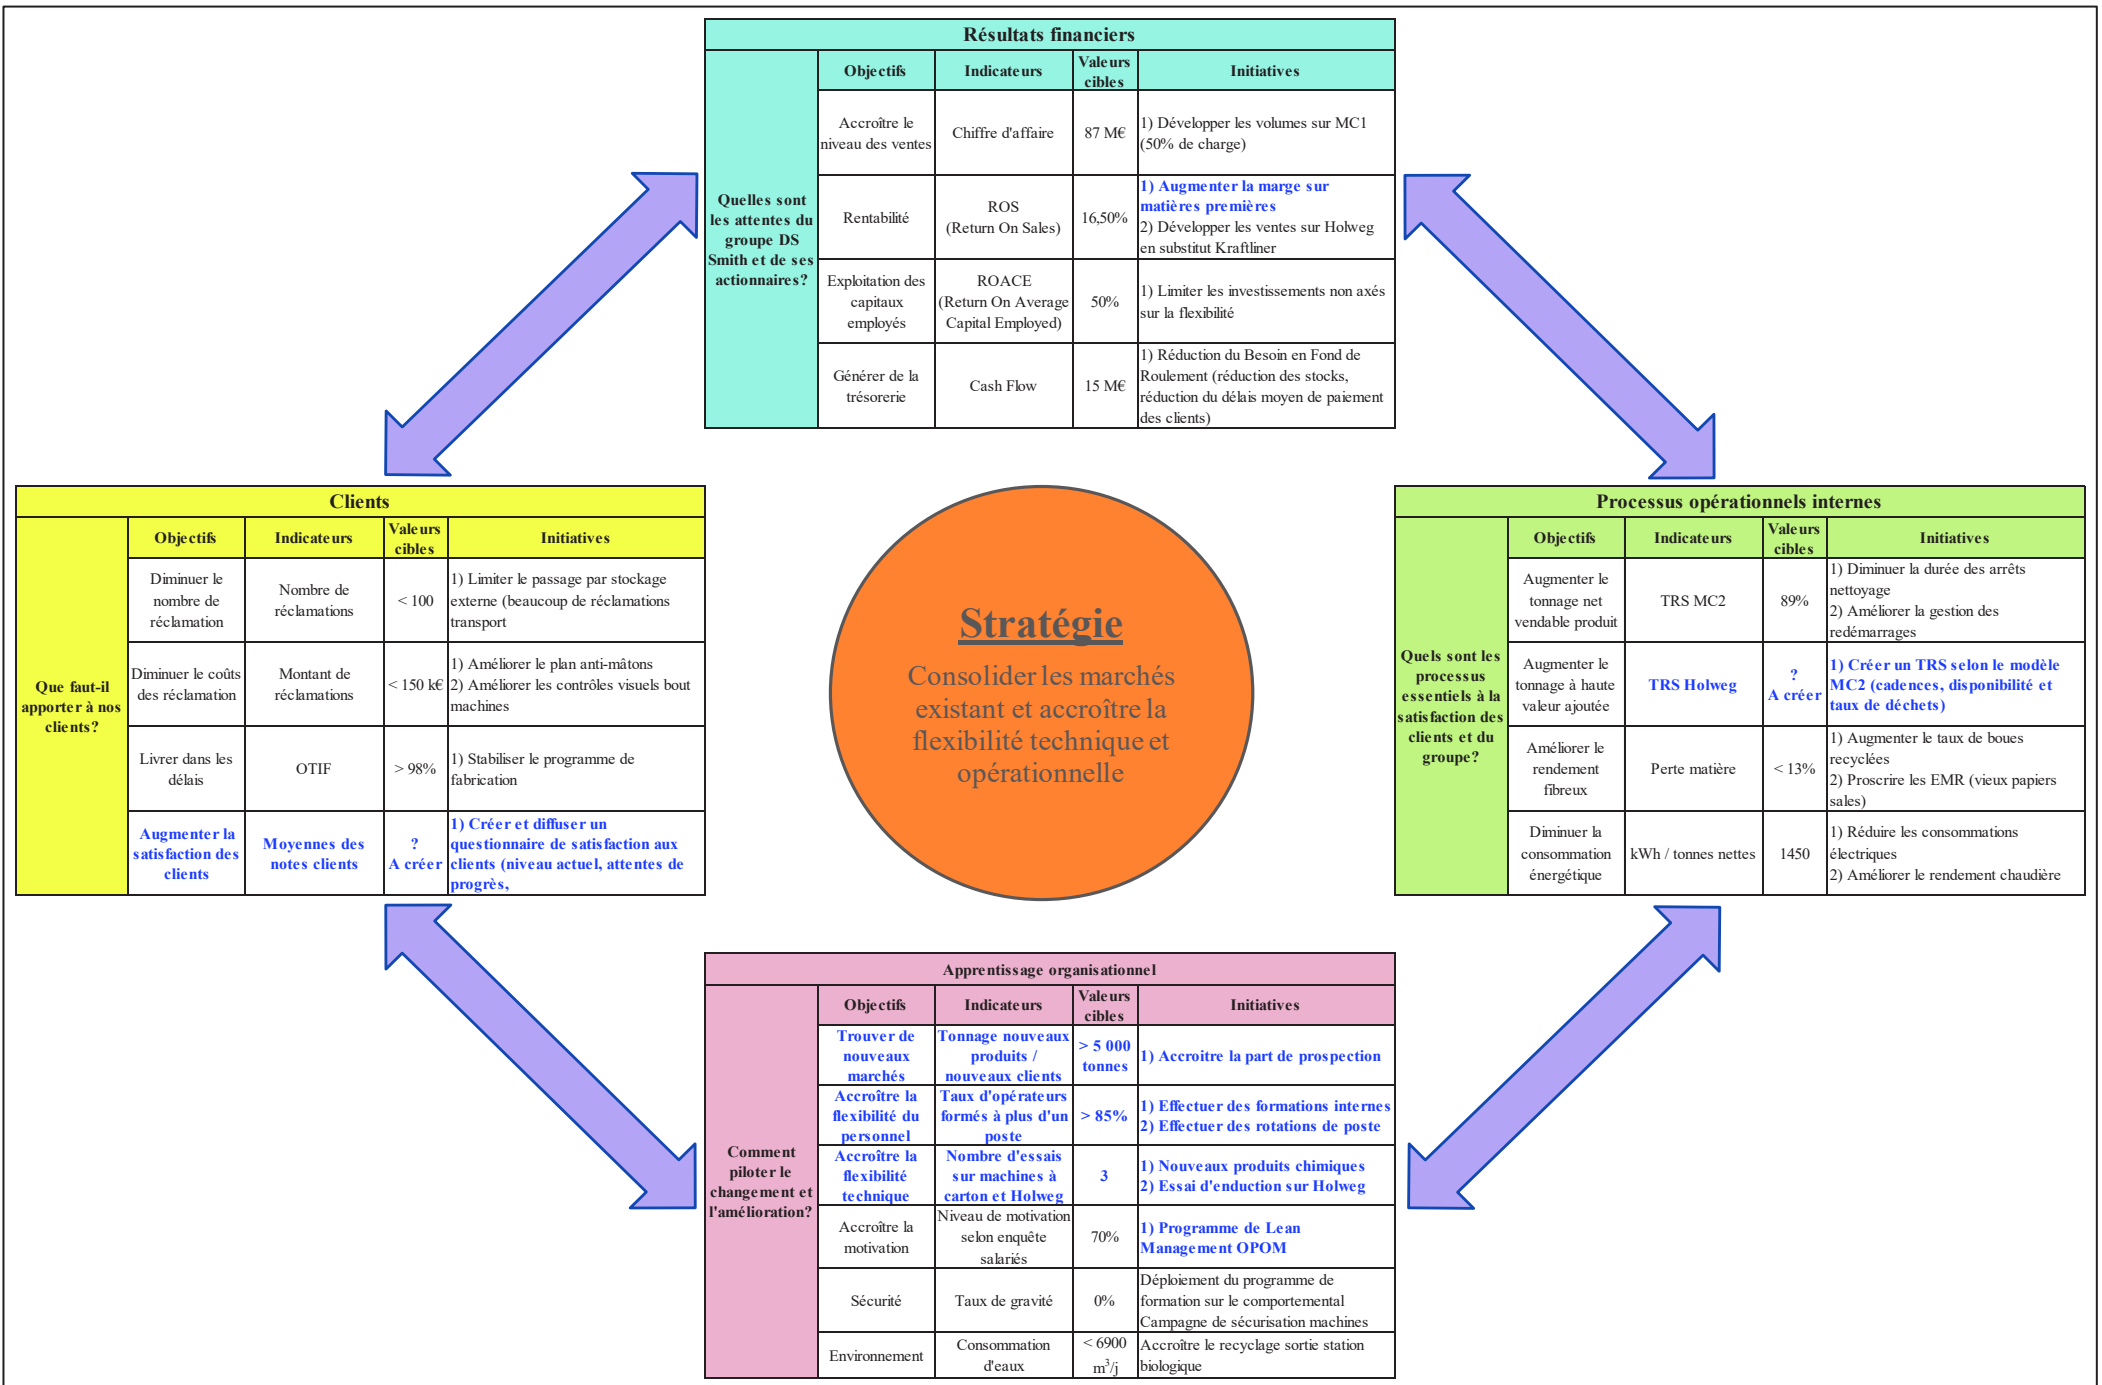 Résultats financiers
Quelles sont
les attentes du
groupe DS
Smith et de ses
actionnaires?
Objectifs
Indicateurs
Valeurs
cibles
Initiatives
Accroître le
niveau des ventes
Chiffre d'affaire
87 M€
1) Développer les volumes sur MC1
(50% de charge)
Rentabilité
ROS
(Return On Sales)
16,50%
1) Augmenter la marge sur
matières premières
2) Développer les ventes sur Holweg
en substitut Kraftliner
Exploitation des
capitaux
employés
ROACE
(Return On Average
Capital Employed)
50%
1) Limiter les investissements non axés
sur la flexibilité
Générer de la
trésorerie
Cash Flow
15 M€
1) Réduction du Besoin en Fond de
Roulement (réduction des stocks,
réduction du délais moyen de paiement
des clients)
Clients
Que faut-il
apporter à nos
clients?
Objectifs
Indicateurs
Valeurs
cibles
Initiatives
Diminuer le
nombre de
réclamation
Nombre de
réclamations
< 100
1) Limiter le passage par stockage
externe (beaucoup de réclamations
transport
Diminuer le coûts
des réclamation
Montant de
réclamations
< 150 k€
1) Améliorer le plan anti-mâtons
2) Améliorer les contrôles visuels bout
machines
Livrer dans les
délais
OTIF
> 98%
1) Stabiliser le programme de
fabrication
Augmenter la
satisfaction des
clients
Moyennes des
notes clients
?
A créer
1) Créer et diffuser un
questionnaire de satisfaction aux
clients (niveau actuel, attentes de
progrès,
Stratégie
Consolider les marchés
existant et accroître la
flexibilité technique et
opérationnelle
Processus opérationnels internes
Quels sont les
processus
essentiels à la
satisfaction des
clients et du
groupe?
Objectifs
Indicateurs
Valeurs
cibles
Initiatives
Augmenter le
tonnage net
vendable produit
TRS MC2
89%
1) Diminuer la durée des arrêts
nettoyage
2) Améliorer la gestion des
redémarrages
Augmenter le
tonnage à haute
valeur ajoutée
TRS Holweg
?
A créer
1) Créer un TRS selon le modèle
MC2 (cadences, disponibilité et
taux de déchets)
Améliorer le
rendement
fibreux
Perte matière
< 13%
1) Augmenter le taux de boues
recyclées
2) Proscrire les EMR (vieux papiers
sales)
Diminuer la
consommation
énergétique
kWh / tonnes nettes
1450
1) Réduire les consommations
électriques
2) Améliorer le rendement chaudière
Apprentissage organisationnel
Comment
piloter le
changement et
l'amélioration?
Objectifs
Indicateurs
Valeurs
cibles
Initiatives
Trouver de
nouveaux
marchés
Tonnage nouveaux
produits /
nouveaux clients
> 5 000
tonnes
1) Accroitre la part de prospection
Accroître la
flexibilité du
personnel
Taux d'opérateurs
formés à plus d'un
poste
> 85%
1) Effectuer des formations internes
2) Effectuer des rotations de poste
Accroître la
flexibilité
technique
Nombre d'essais
sur machines à
carton et Holweg
3
1) Nouveaux produits chimiques
2) Essai d'enduction sur Holweg
Accroître la
motivation
Niveau de motivation
selon enquête
salariés
70%
1) Programme de Lean
Management OPOM
Sécurité
Taux de gravité
0%
Déploiement du programme de
formation sur le comportemental
Campagne de sécurisation machines
Environnement
Consommation
d'eaux
< 6900
m³/j
Accroître le recyclage sortie station
biologique